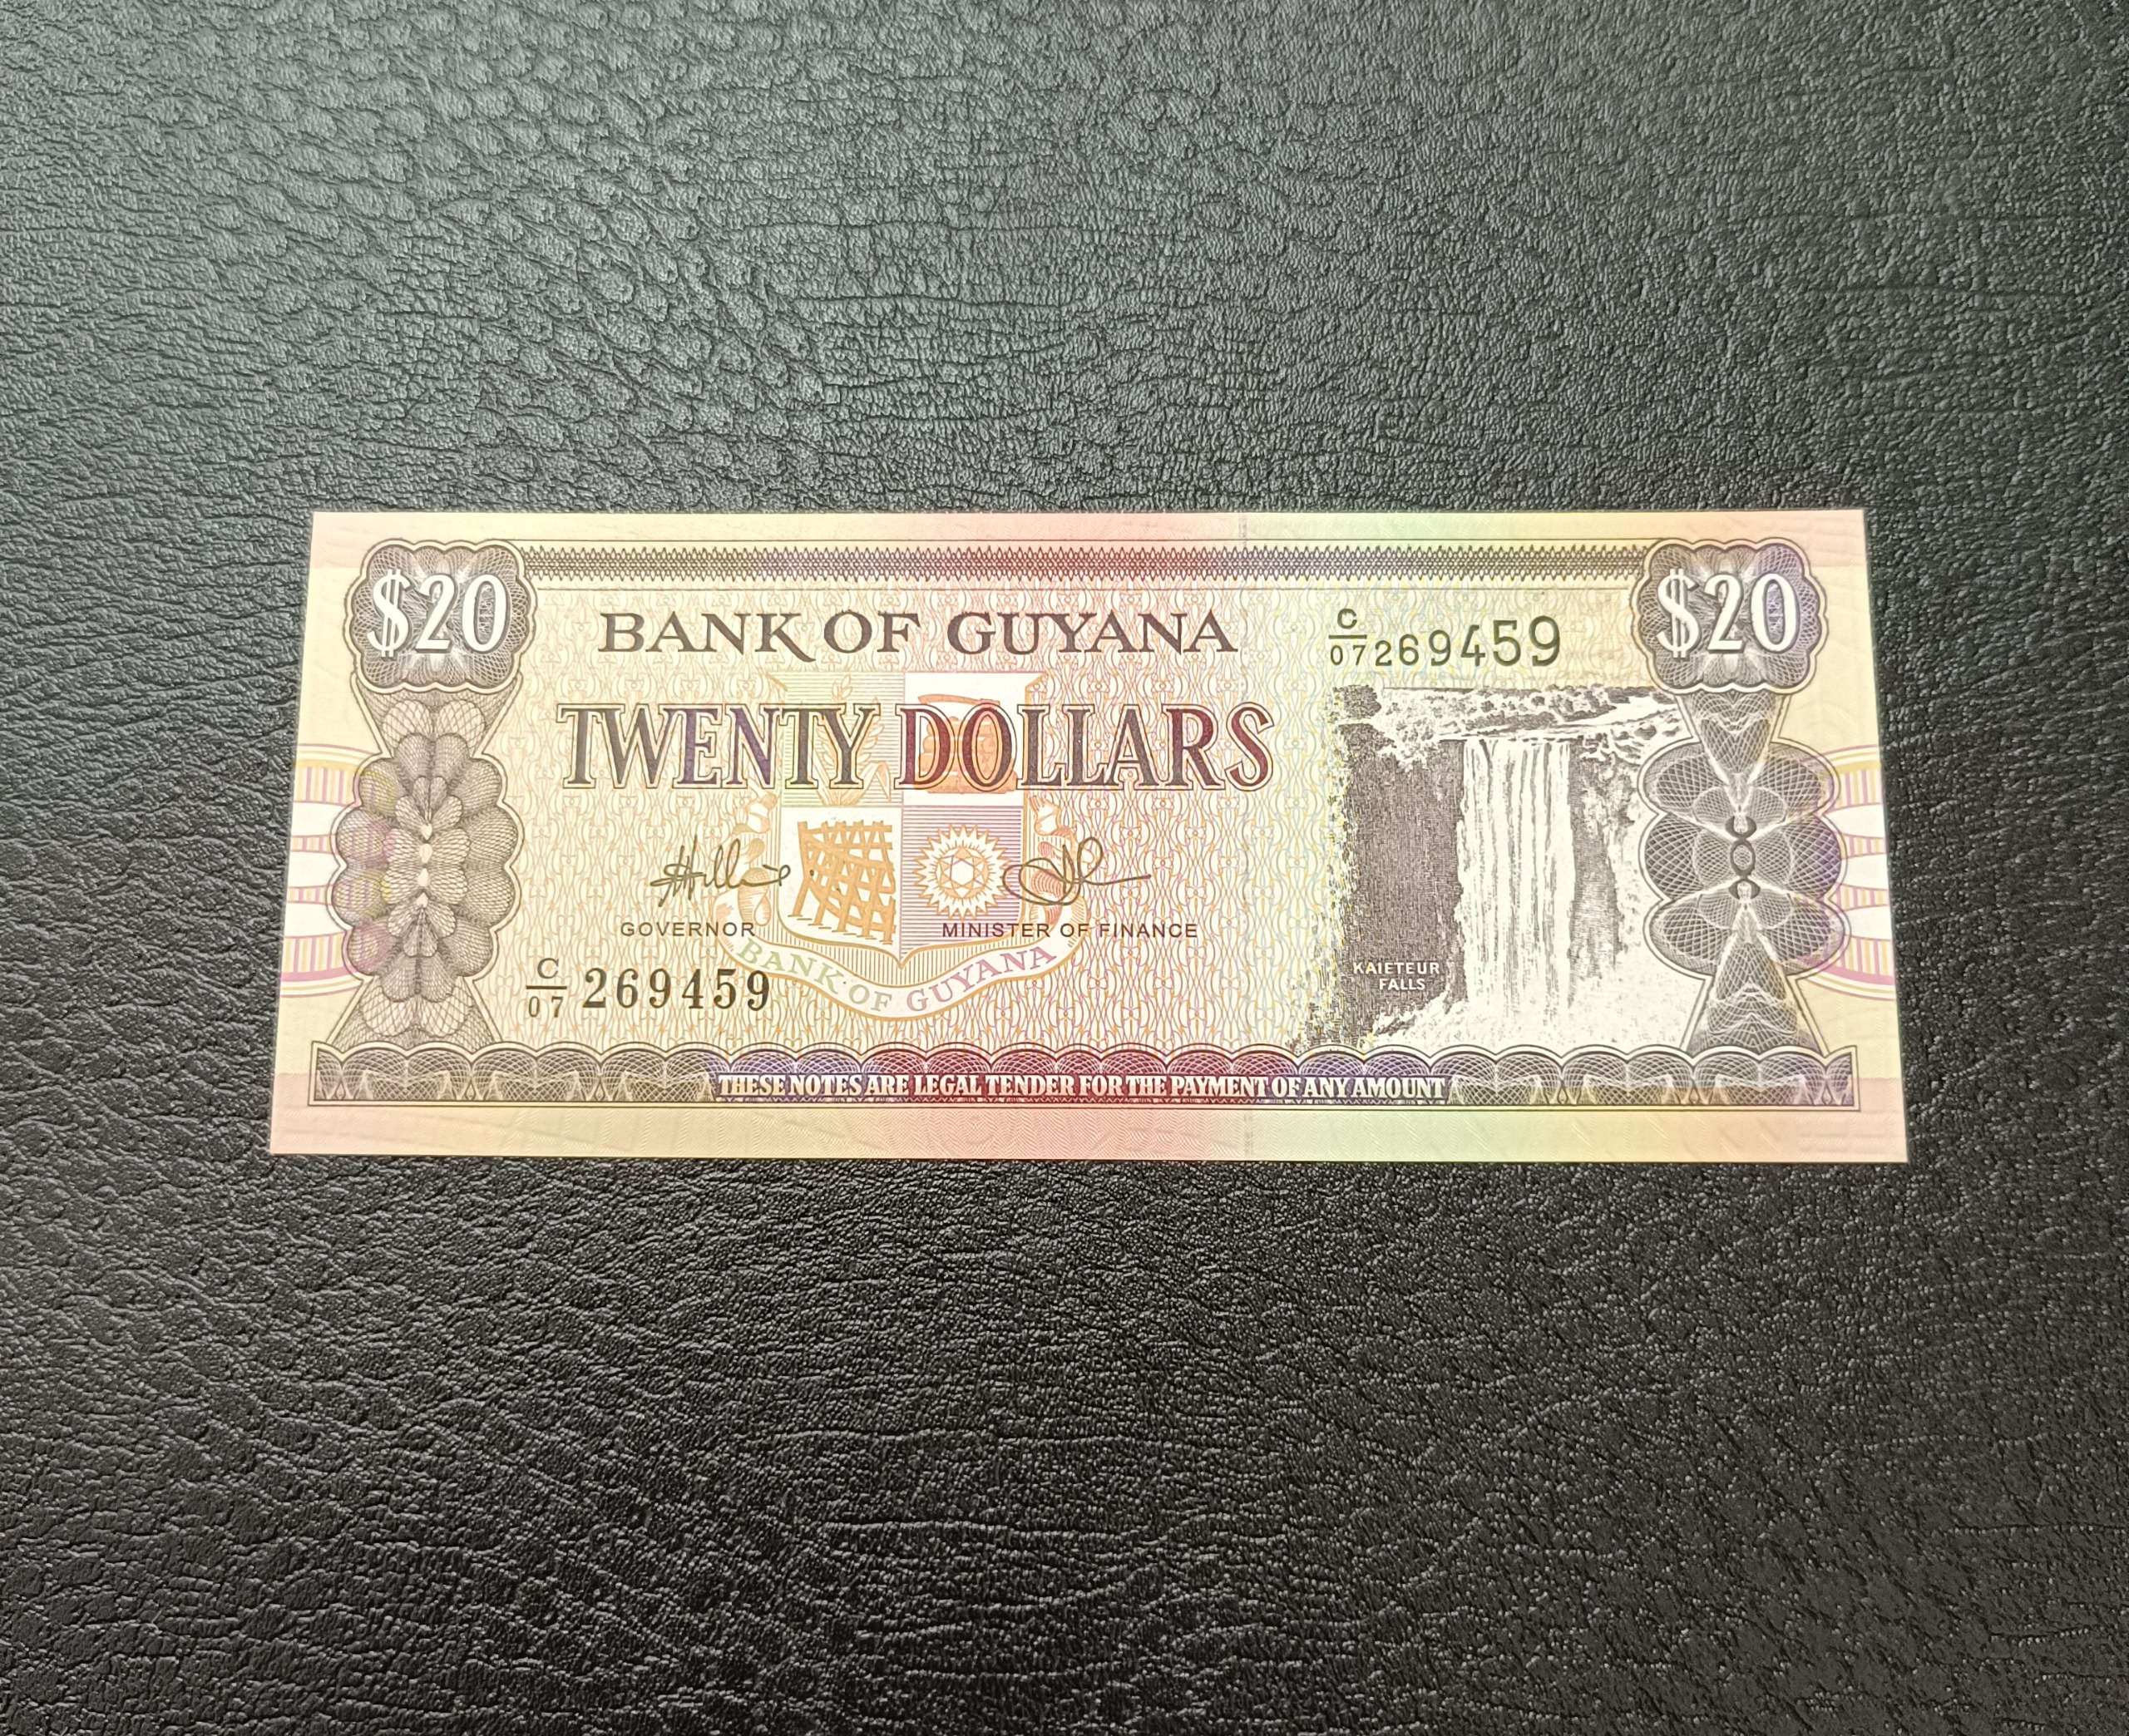 $20
$20
BANK OF GUYANA
C/07 269459
TWENTY DOLLARS
GOVERNOR
MINISTER OF FINANCE
KAIETEUR
FALLS
C/07 269459
BANK OF GUYANA
THESE NOTES ARE LEGAL TENDER FOR THE PAYMENT OF ANY AMOUNT